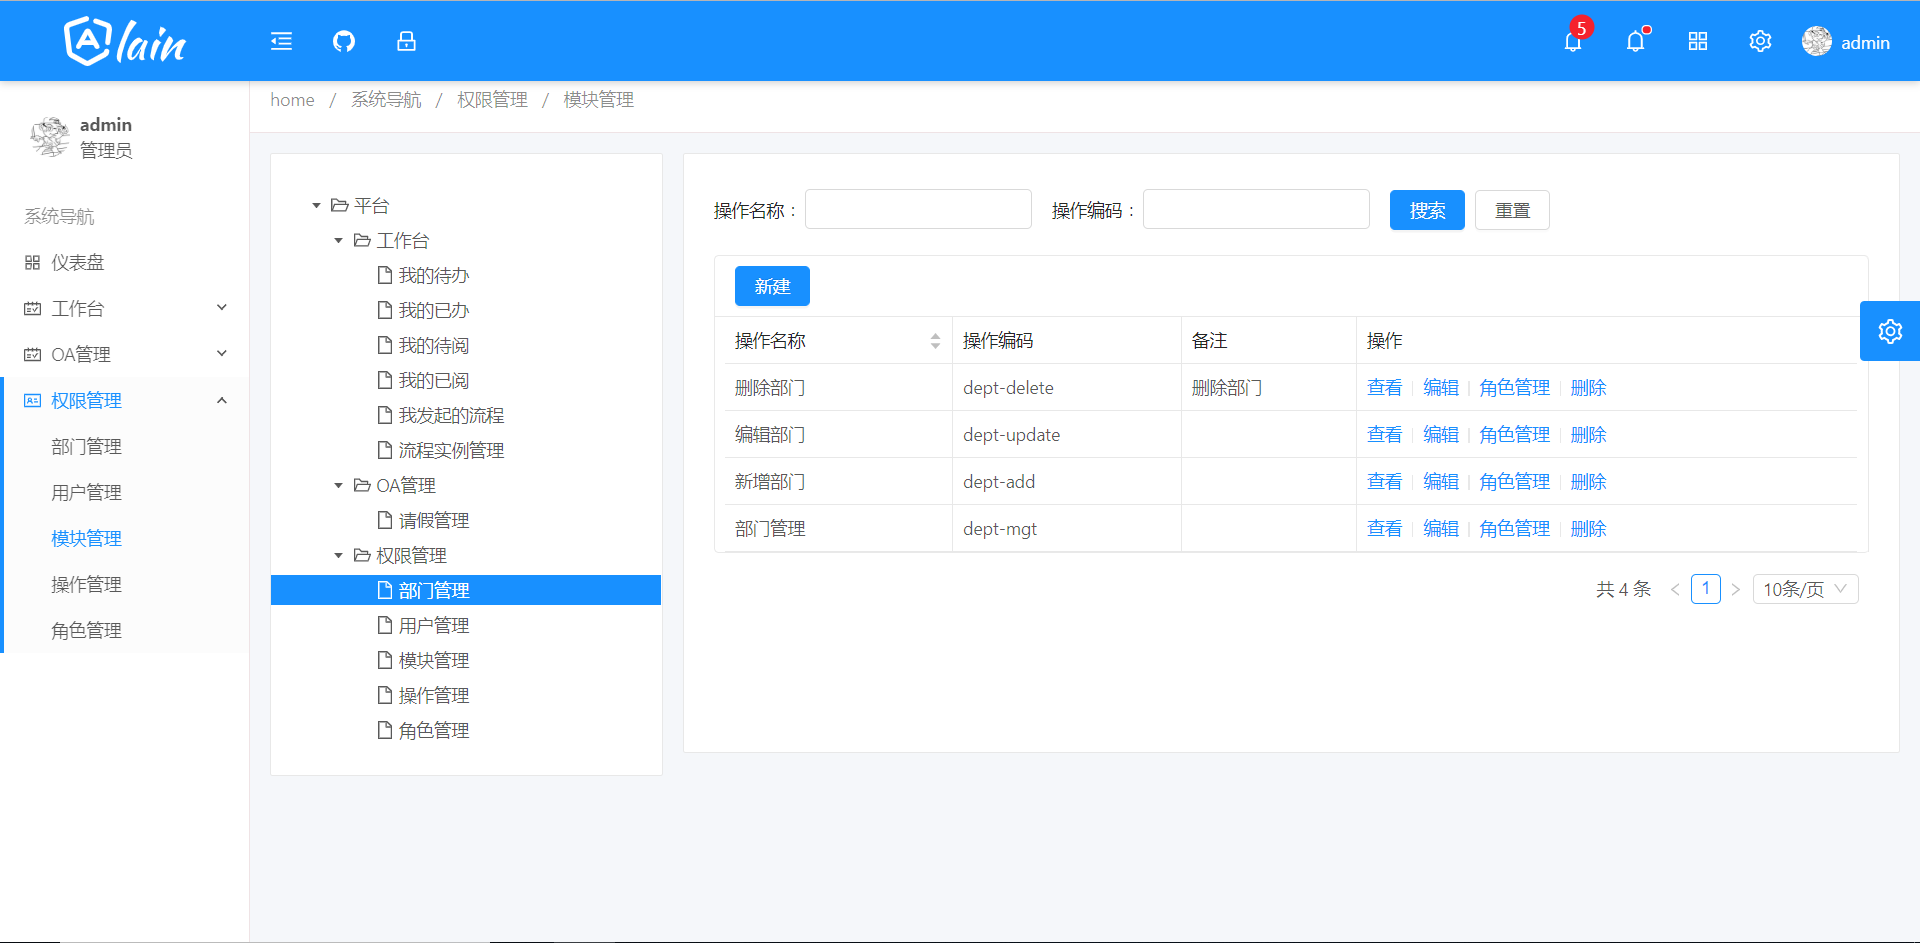 Alain
5
admin
home / 系统导航 / 权限管理 / 模块管理
admin
管理员
系统导航
仪表盘
工作台
OA管理
权限管理
部门管理
用户管理
模块管理
操作管理
角色管理
平台
工作台
我的待办
我的已办
我的待阅
我的已阅
我发起的流程
流程实例管理
OA管理
请假管理
权限管理
部门管理
用户管理
模块管理
操作管理
角色管理
操作名称 : 操作编码 : 搜索 重置
新建
操作名称 操作编码 备注 操作
删除部门 dept-delete 删除部门 查看 编辑 角色管理 删除
编辑部门 dept-update 查看 编辑 角色管理 删除
新增部门 dept-add 查看 编辑 角色管理 删除
部门管理 dept-mgt 查看 编辑 角色管理 删除
共 4 条 < 1 > 10条/页